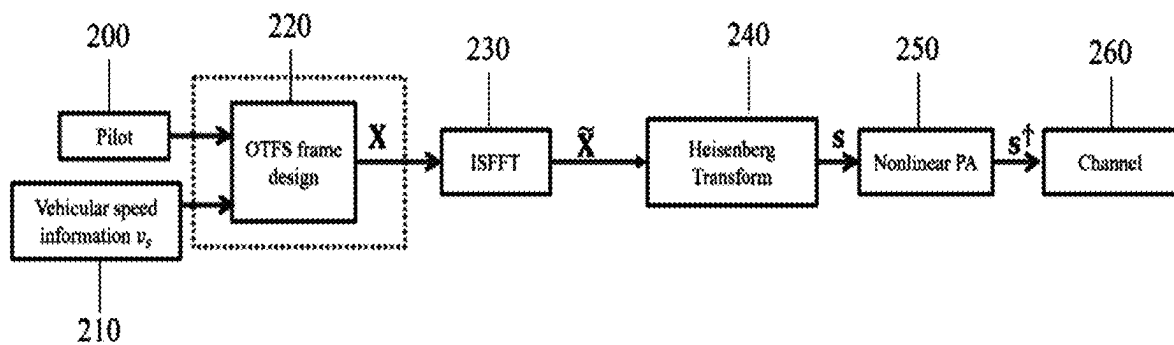 200
220
230
240
250
260
Pilot
OTFS frame
design
X
ISFFT
X̃
Heisenberg
Transform
s
Nonlinear PA
s†
Channel
Vehicular speed
information vₛ
210